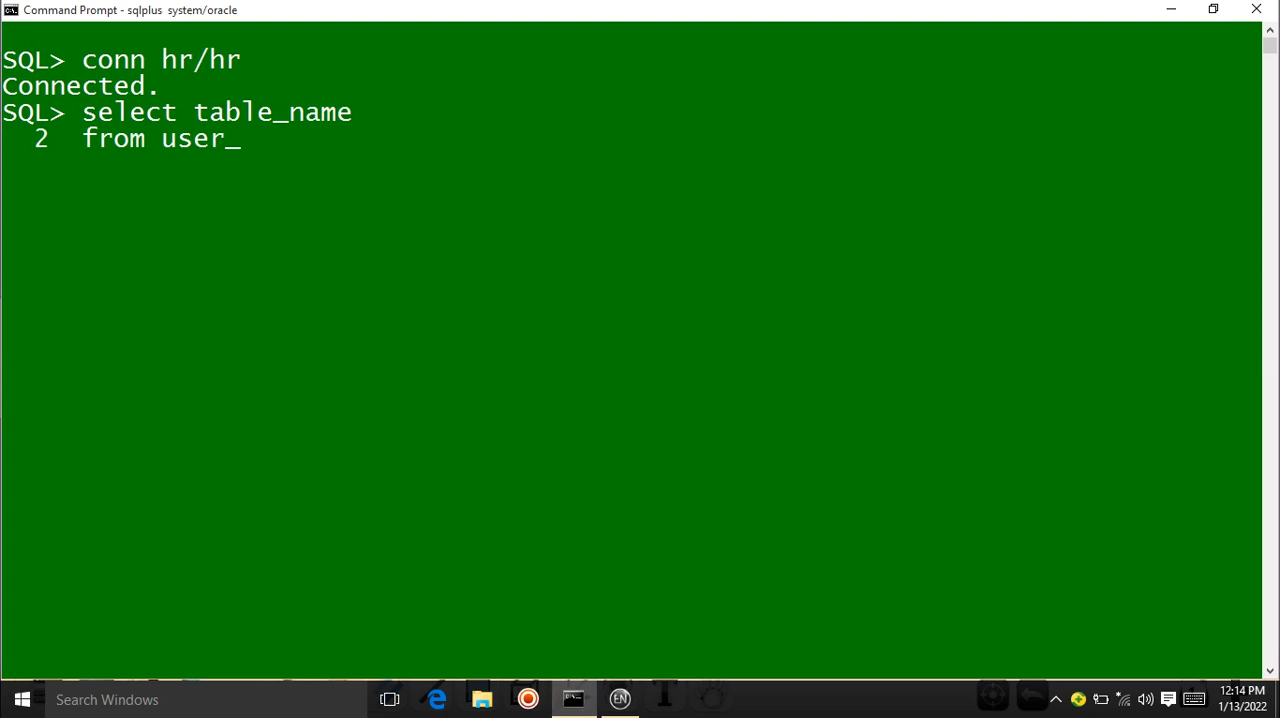 Command Prompt - sqlplus system/oracle
SQL> conn hr/hr
Connected.
SQL> select table_name
  2  from user_
Search Windows
EN
T
12:14 PM
1/13/2022